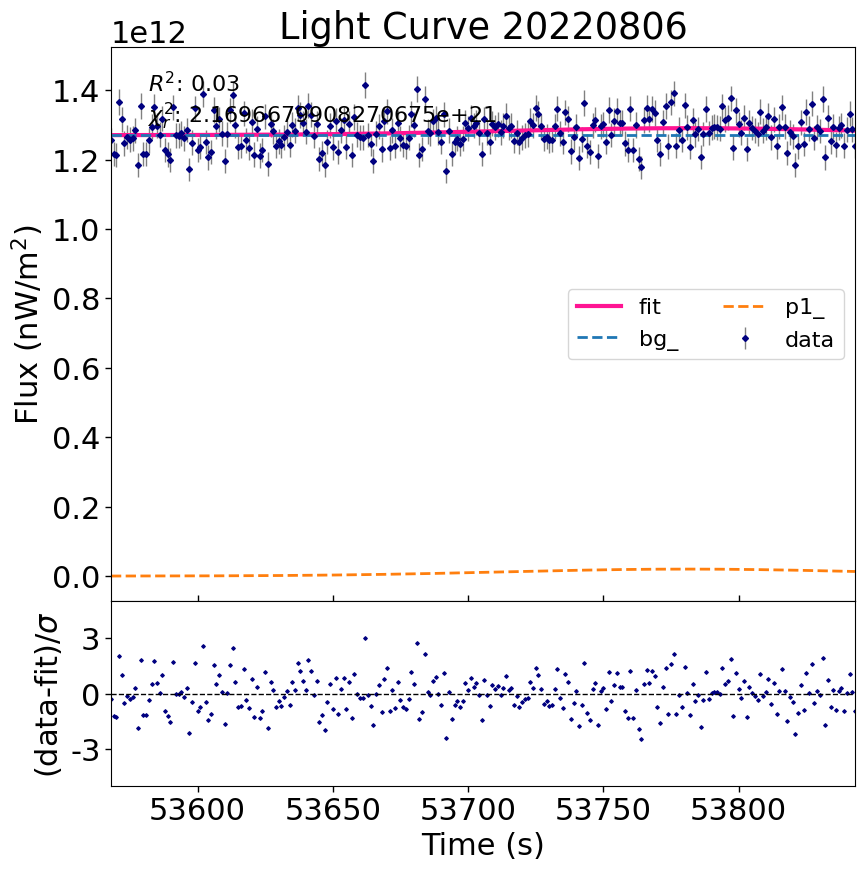 Light Curve 20220806
1e12
R²: 0.03
χ²: 2.1696679908270675e+21
1.4
1.2
1.0
0.8
0.6
0.4
0.2
0.0
Flux (nW/m²)
fit
bg_
p1_
data
3
0
-3
(data-fit)/σ
53600
53650
53700
53750
53800
Time (s)